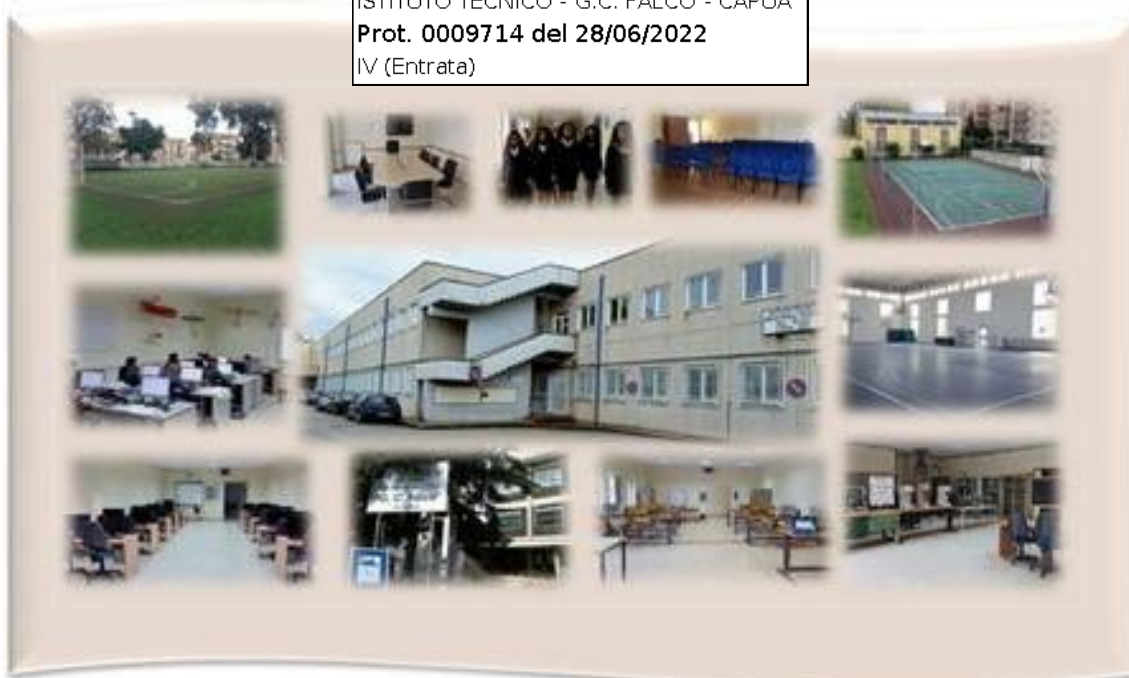 ISTITUTO TECNICO - G.C. FALCO - CAPUA
Prot. 0009714 del 28/06/2022
IV (Entrata)